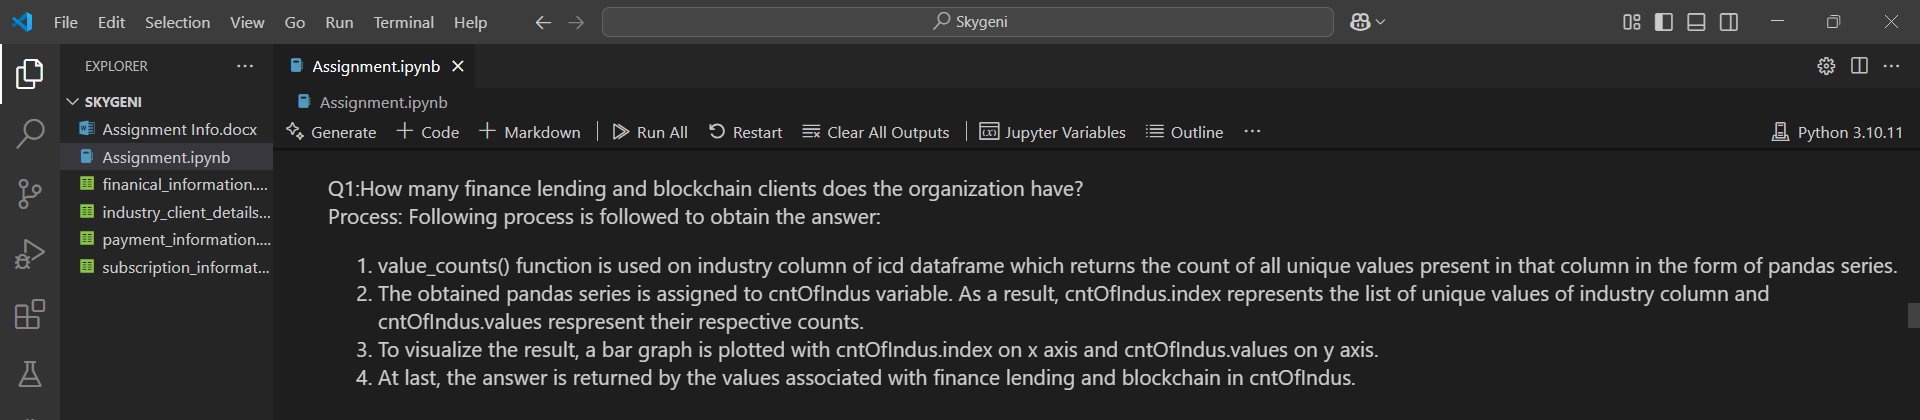 File Edit Selection View Go Run Terminal Help
Skygeni
EXPLORER
SKYGENI
Assignment Info.docx
Assignment.ipynb
finanical_information....
industry_client_details...
payment_information....
subscription_informat...
Assignment.ipynb
Assignment.ipynb
Generate + Code + Markdown Run All Restart Clear All Outputs Jupyter Variables Outline ...
Python 3.10.11
Q1:How many finance lending and blockchain clients does the organization have?
Process: Following process is followed to obtain the answer:
1. value_counts() function is used on industry column of icd dataframe which returns the count of all unique values present in that column in the form of pandas series.
2. The obtained pandas series is assigned to cntOfIndus variable. As a result, cntOfIndus.index represents the list of unique values of industry column and
cntOfIndus.values respresent their respective counts.
3. To visualize the result, a bar graph is plotted with cntOfIndus.index on x axis and cntOfIndus.values on y axis.
4. At last, the answer is returned by the values associated with finance lending and blockchain in cntOfIndus.